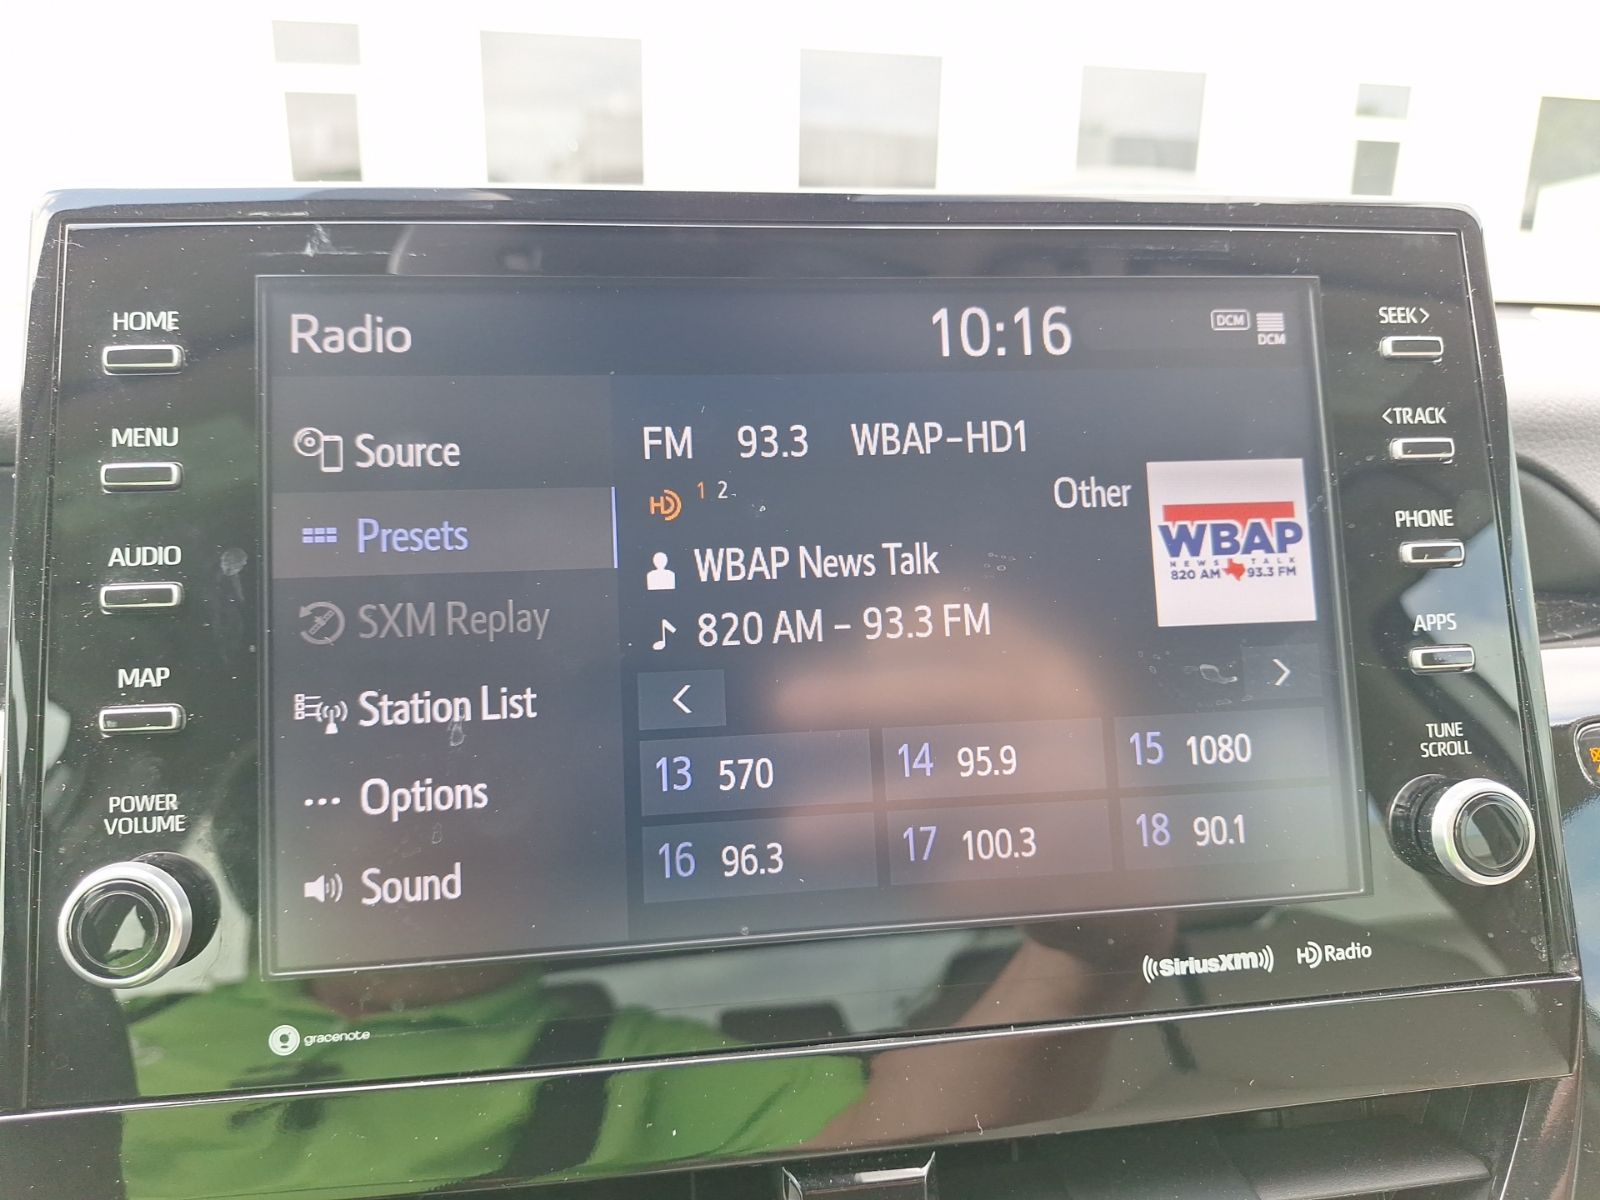 HOME
MENU
AUDIO
MAP
POWER
VOLUME
Radio
10:16
DCM
DCM
Source
Presets
SXM Replay
Station List
Options
Sound
FM 93.3 WBAP-HD1
HD 1 2
Other
WBAP News Talk
820 AM - 93.3 FM
WBAP
NEWS TALK
820 AM 93.3 FM
<
>
13 570
14 95.9
15 1080
16 96.3
17 100.3
18 90.1
SEEK>
<TRACK
PHONE
APPS
TUNE
SCROLL
((SiriusXM))
HD Radio
g gracenote